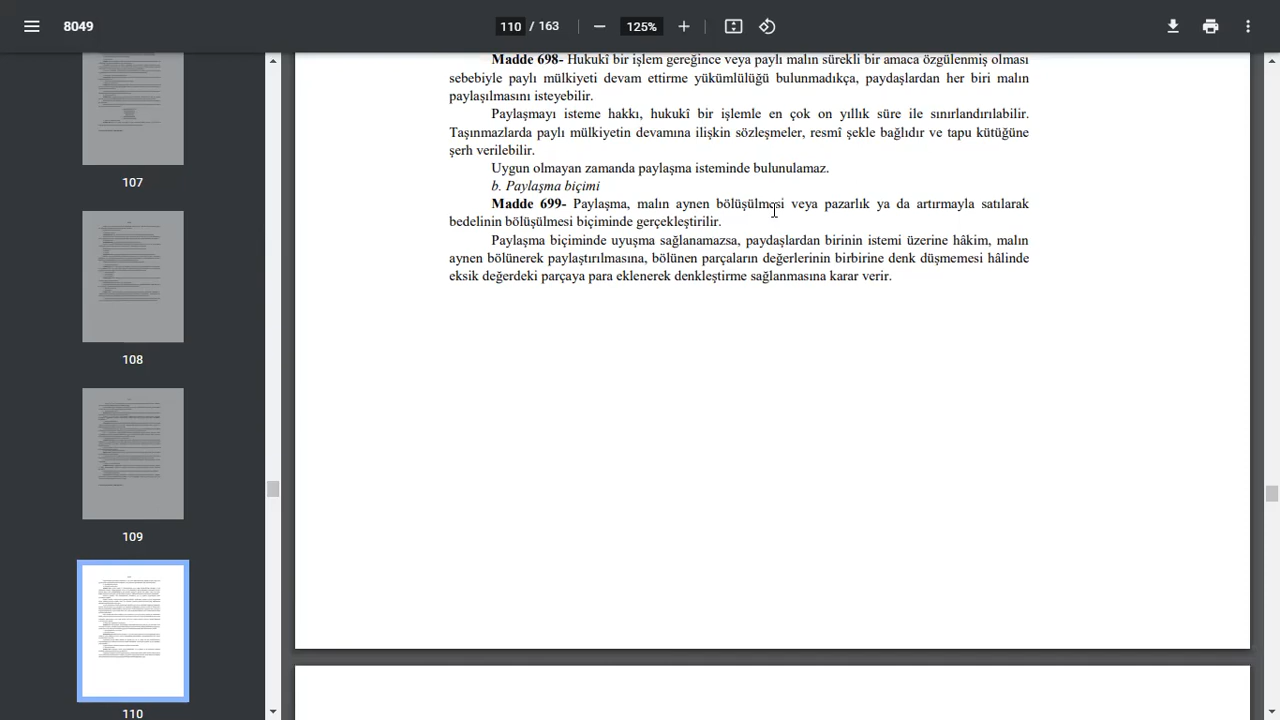 8049
110 / 163
125%
Madde 698- Hukukî bir işlem gereğince veya paylı malın sürekli bir amaca özgülenmiş olması
sebebiyle paylı mülkiyeti devam ettirme yükümlülüğü bulunmadıkça, paydaşlardan her biri malın
paylaşılmasını isteyebilir.
Paylaşmayı isteme hakkı, hukukî bir işlemle en çok on yıllık süre ile sınırlandırılabilir.
Taşınmazlarda paylı mülkiyetin devamına ilişkin sözleşmeler, resmî şekle bağlıdır ve tapu kütüğüne
şerh verilebilir.
Uygun olmayan zamanda paylaşma isteminde bulunulamaz.
b. Paylaşma biçimi
Madde 699- Paylaşma, malın aynen bölüşülmesi veya pazarlık ya da artırmayla satılarak
bedelinin bölüşülmesi biçiminde gerçekleştirilir.
Paylaşma biçiminde uyuşma sağlanamazsa, paydaşlardan birinin istemi üzerine hâkim, malın
aynen bölünerek paylaştırılmasına, bölünen parçaların değerlerinin birbirine denk düşmemesi hâlinde
eksik değerdeki parçaya para eklenerek denkleştirme sağlanmasına karar verir.
107
108
109
110